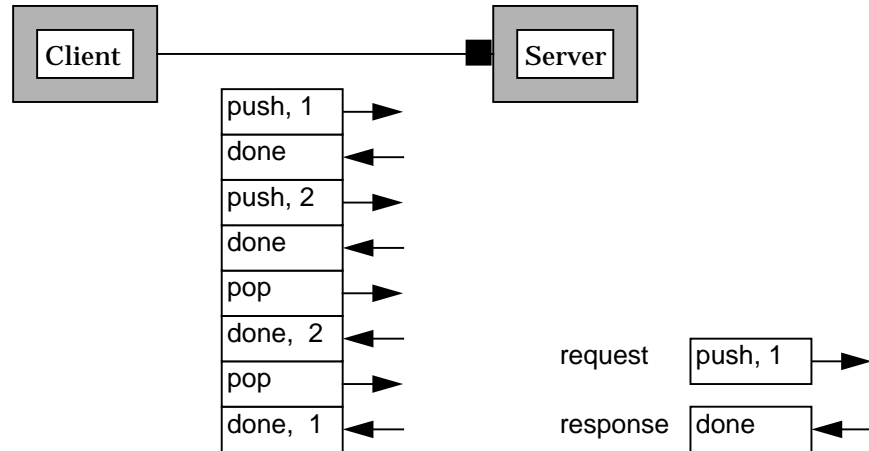 Client
Server
push, 1
done
push, 2
done
pop
done, 2
pop
done, 1
request push, 1
response done